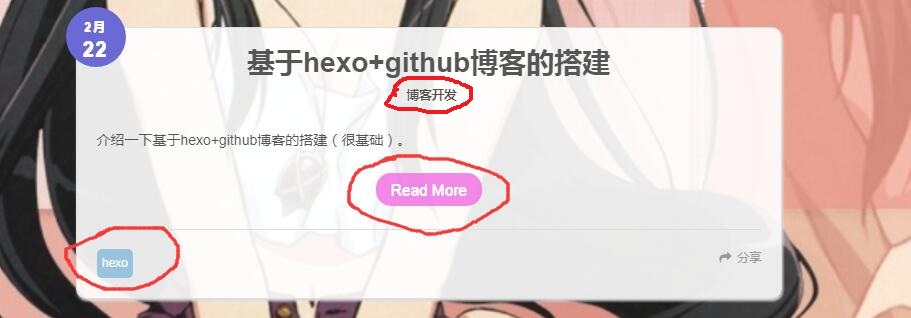 2月
22
基于hexo+github博客的搭建
博客开发
介绍一下基于hexo+github博客的搭建（很基础）。
Read More
hexo
分享